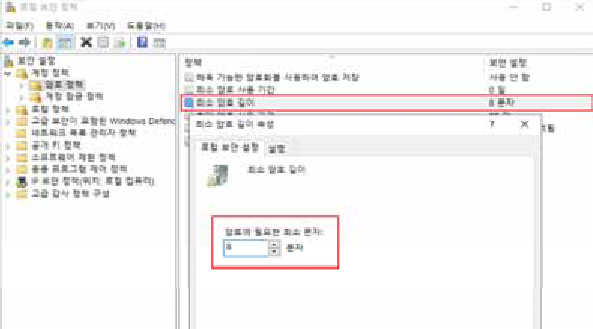 로컬 보안 정책
파일(F) 동작(A) 보기(V) 도움말(H)
보안 설정
계정 정책
암호 정책
계정 잠금 정책
로컬 정책
고급 보안이 포함된 Windows Defenc
네트워크 목록 관리자 정책
공개 키 정책
소프트웨어 제한 정책
응용 프로그램 제어 정책
IP 보안 정책(위치: 로컬 컴퓨터)
고급 감사 정책 구성
정책 보안 설정
해독 가능한 암호화를 사용하여 암호 저장 사용 안 함
최소 암호 사용 기간 0 일
최소 암호 길이 8 문자
최소 암호 길이 속성 ? ×
로컬 보안 설정 설명
최소 암호 길이
암호에 필요한 최소 문자:
8 문자